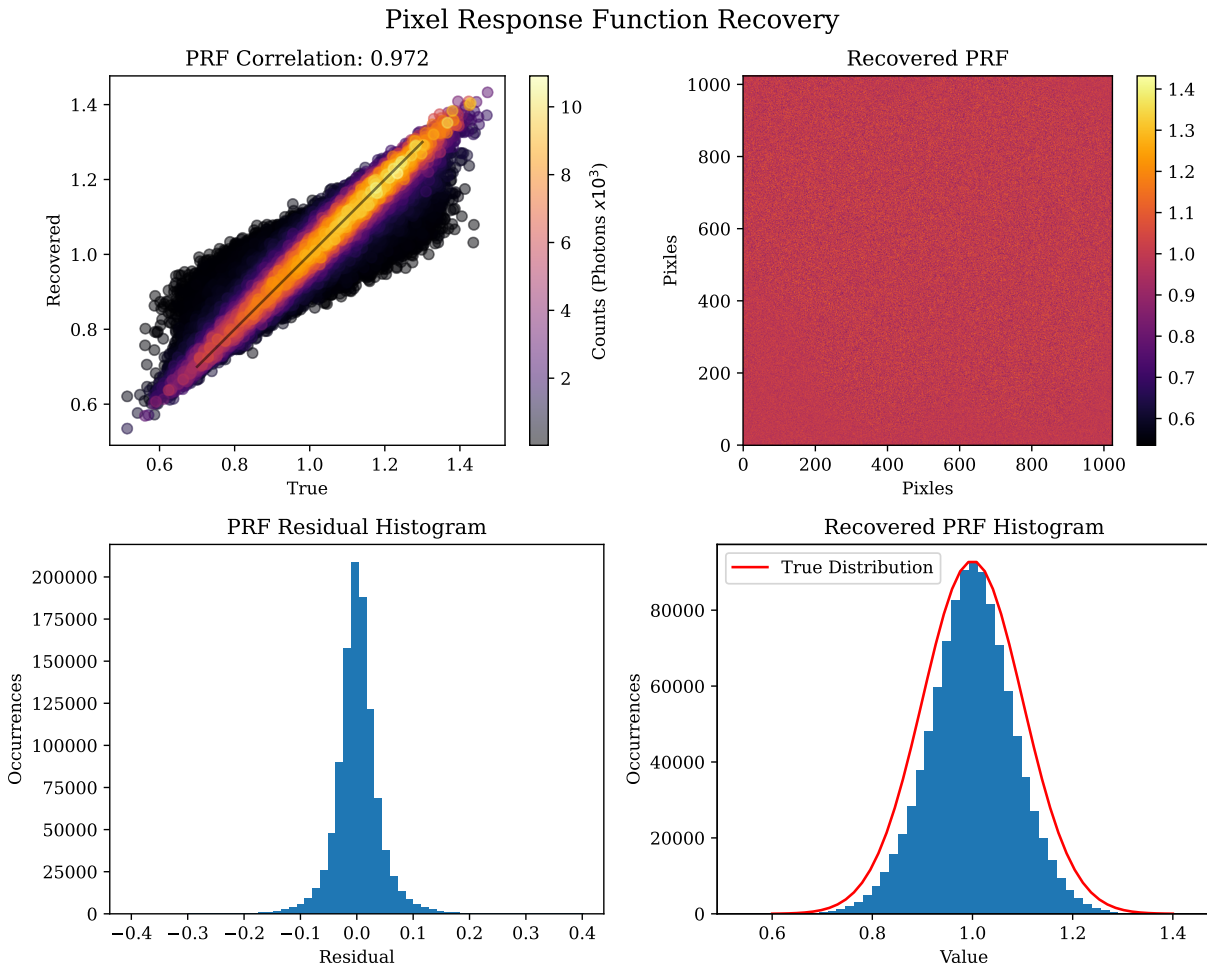 Pixel Response Function Recovery
PRF Correlation: 0.972
Recovered
1.4
1.2
1.0
0.8
0.6
0.6 0.8 1.0 1.2 1.4
True
10
8
6
4
2
Counts (Photons x10³)
Recovered PRF
Pixles
1000
800
600
400
200
0
0 200 400 600 800 1000
Pixles
1.4
1.3
1.2
1.1
1.0
0.9
0.8
0.7
0.6
PRF Residual Histogram
Occurrences
200000
175000
150000
125000
100000
75000
50000
25000
0
−0.4 −0.3 −0.2 −0.1 0.0 0.1 0.2 0.3 0.4
Residual
Recovered PRF Histogram
True Distribution
Occurrences
80000
60000
40000
20000
0
0.6 0.8 1.0 1.2 1.4
Value